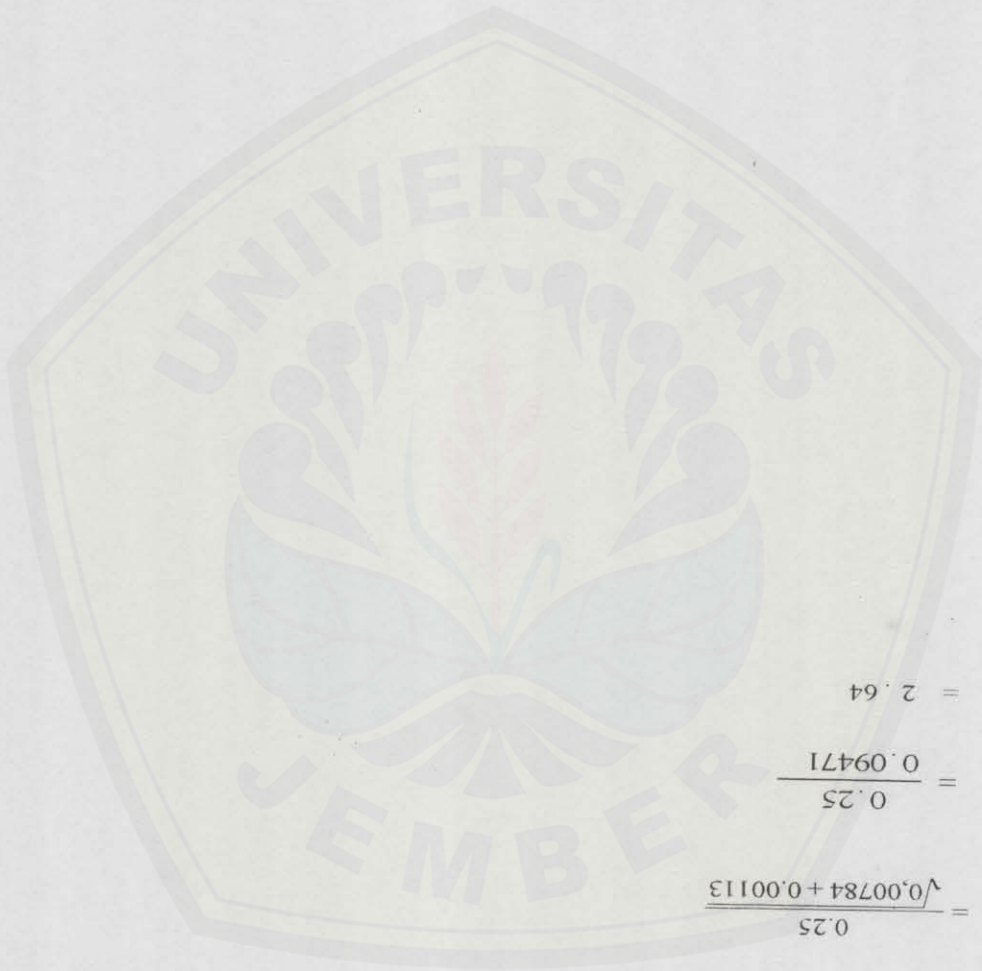 UNIVERSITAS
JEMBER
= 0.25
√0,00784 + 0.00113
= 0.25
0.09471
= 2.64